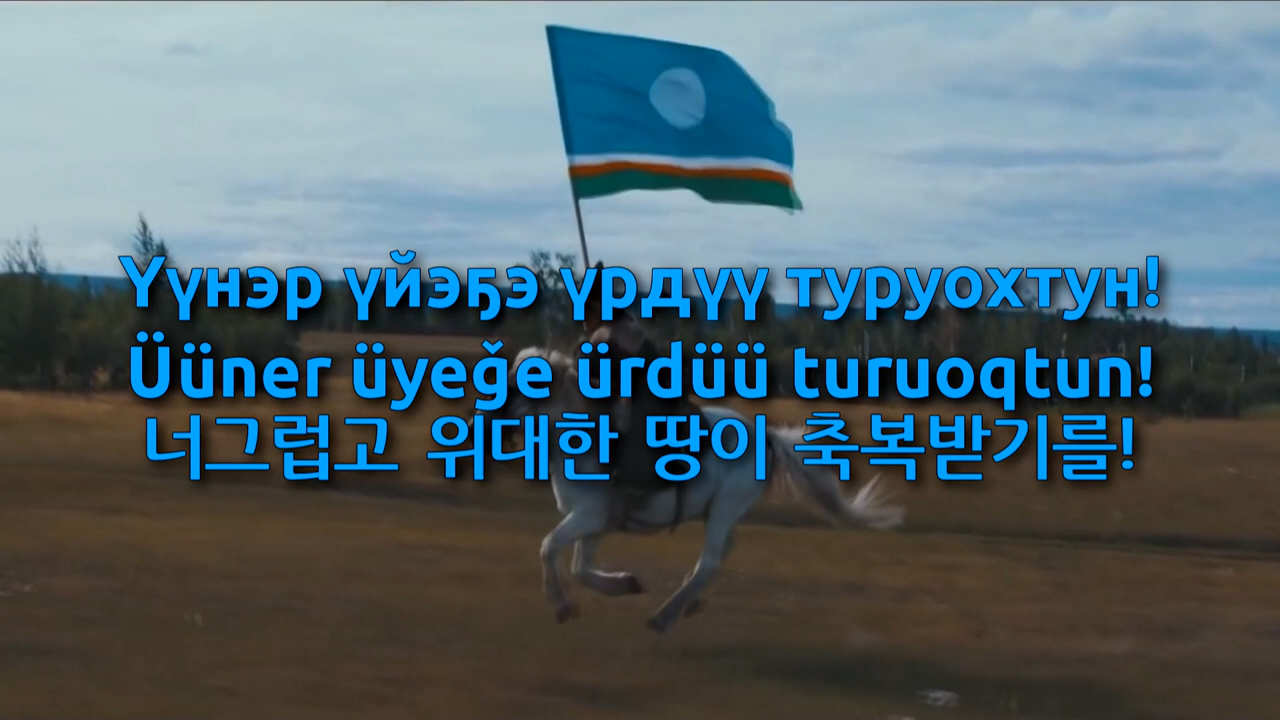 Үүнэр үйэҕэ үрдүү туруохтун!
Üüner üyeğe ürdüü turuoqtun!
너그럽고 위대한 땅이 축복받기를!